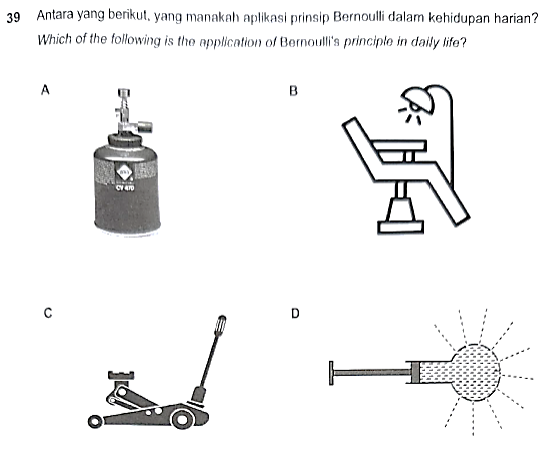 39 Antara yang berikut, yang manakah aplikasi prinsip Bernoulli dalam kehidupan harian?
Which of the following is the application of Bernoulli's principle in daily life?
A
B
CV 470
C
D